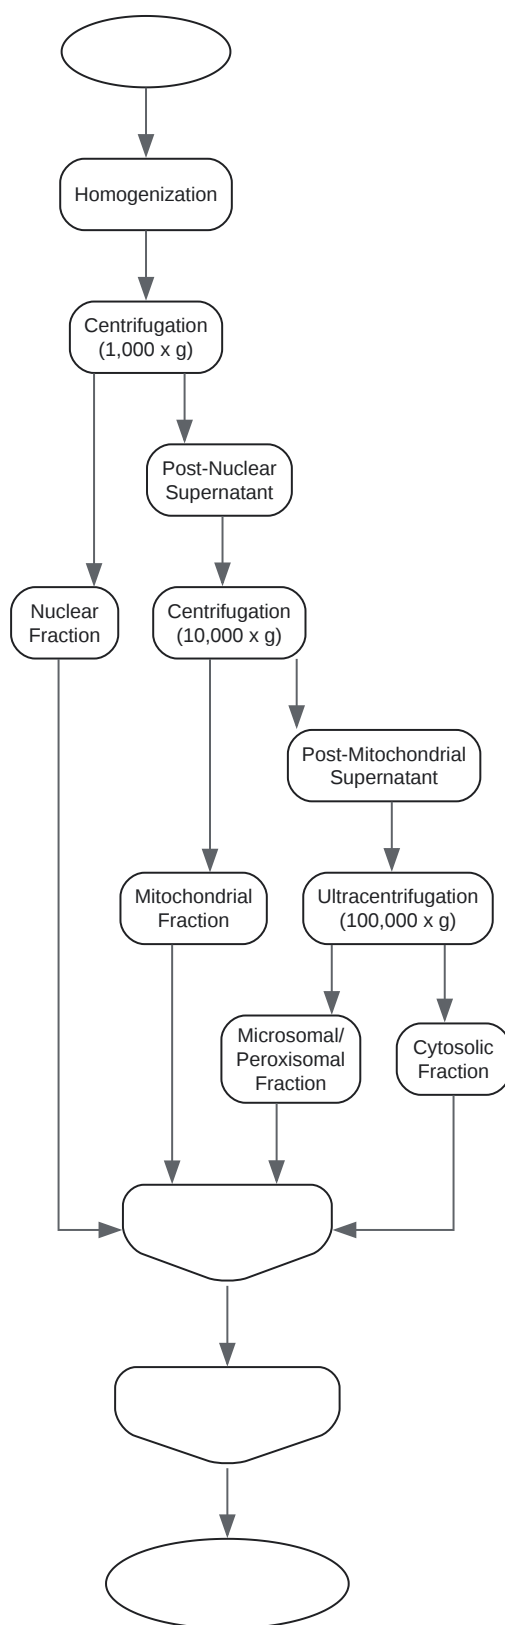 Homogenization
Centrifugation
(1,000 x g)
Post-Nuclear
Supernatant
Nuclear
Fraction
Centrifugation
(10,000 x g)
Post-Mitochondrial
Supernatant
Mitochondrial
Fraction
Ultracentrifugation
(100,000 x g)
Microsomal/
Peroxisomal
Fraction
Cytosolic
Fraction